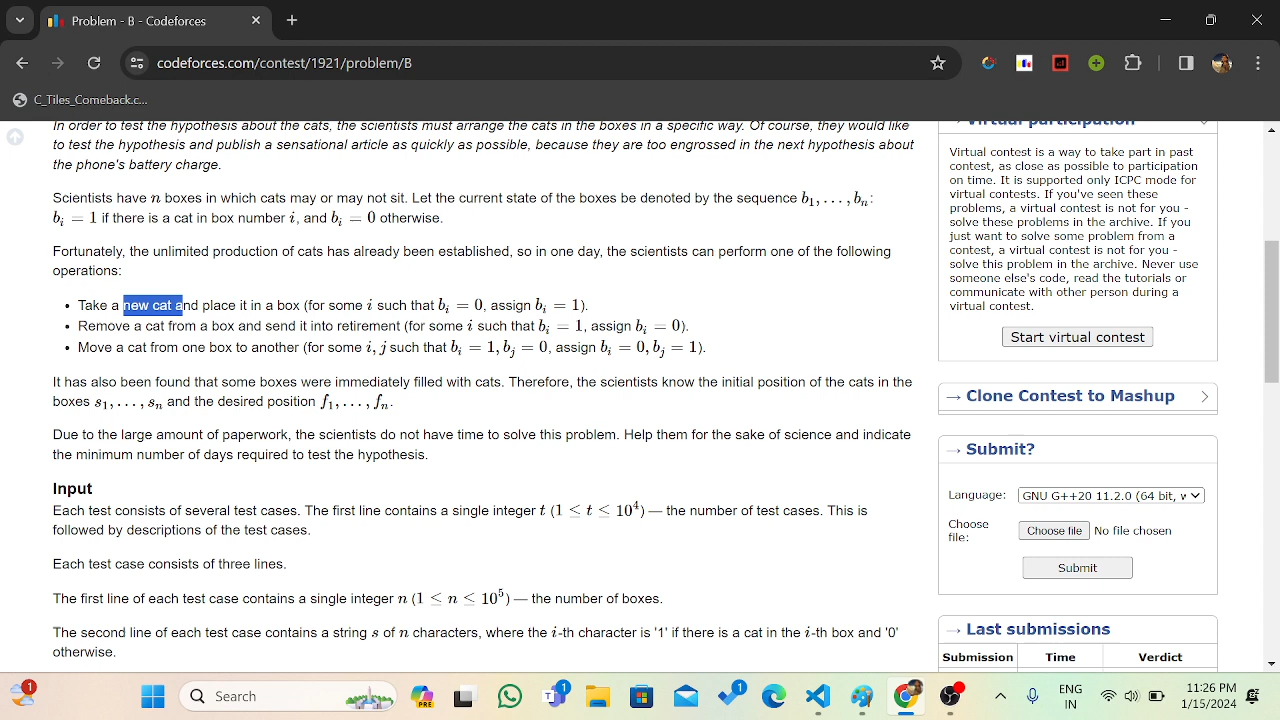 Problem - B - Codeforces
codeforces.com/contest/1921/problem/B
C_Tiles_Comeback.c...
In order to test the hypothesis about the cats, the scientists must arrange the cats in the boxes in a specific way. Of course, they would like
to test the hypothesis and publish a sensational article as quickly as possible, because they are too engrossed in the next hypothesis about
the phone's battery charge.
Scientists have n boxes in which cats may or may not sit. Let the current state of the boxes be denoted by the sequence b₁, . . . , bₙ:
bᵢ = 1 if there is a cat in box number i, and bᵢ = 0 otherwise.
Fortunately, the unlimited production of cats has already been established, so in one day, the scientists can perform one of the following
operations:
• Take a new cat and place it in a box (for some i such that bᵢ = 0, assign bᵢ = 1).
• Remove a cat from a box and send it into retirement (for some i such that bᵢ = 1, assign bᵢ = 0).
• Move a cat from one box to another (for some i, j such that bᵢ = 1, bⱼ = 0, assign bᵢ = 0, bⱼ = 1).
It has also been found that some boxes were immediately filled with cats. Therefore, the scientists know the initial position of the cats in the
boxes s₁, . . . , sₙ and the desired position f₁, . . . , fₙ.
Due to the large amount of paperwork, the scientists do not have time to solve this problem. Help them for the sake of science and indicate
the minimum number of days required to test the hypothesis.
Input
Each test consists of several test cases. The first line contains a single integer t (1 ≤ t ≤ 10⁴) — the number of test cases. This is
followed by descriptions of the test cases.
Each test case consists of three lines.
The first line of each test case contains a single integer n (1 ≤ n ≤ 10⁵) — the number of boxes.
The second line of each test case contains a string s of n characters, where the i-th character is '1' if there is a cat in the i-th box and '0'
otherwise.
→ Virtual participation
Virtual contest is a way to take part in past
contest, as close as possible to participation
on time. It is supported only ICPC mode for
virtual contests. If you've seen these
problems, a virtual contest is not for you -
solve these problems in the archive. If you
just want to solve some problem from a
contest, a virtual contest is not for you -
solve this problem in the archive. Never use
someone else's code, read the tutorials or
communicate with other person during a
virtual contest.
Start virtual contest
→ Clone Contest to Mashup
→ Submit?
Language: GNU G++20 11.2.0 (64 bit, w
Choose
file: Choose file No file chosen
Submit
→ Last submissions
Submission Time Verdict
1
Search
PRE
1
1
ENG
IN
11:26 PM
1/15/2024